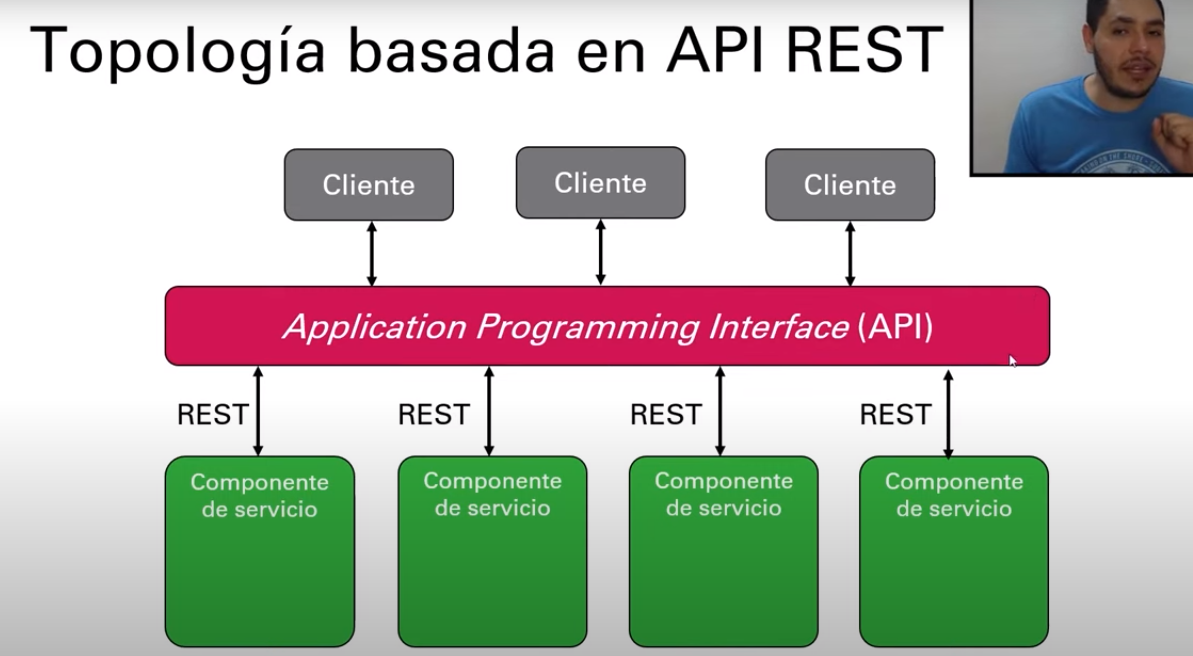 Topología basada en API REST
Cliente
Cliente
Cliente
Application Programming Interface (API)
REST
REST
REST
REST
Componente
de servicio
Componente
de servicio
Componente
de servicio
Componente
de servicio